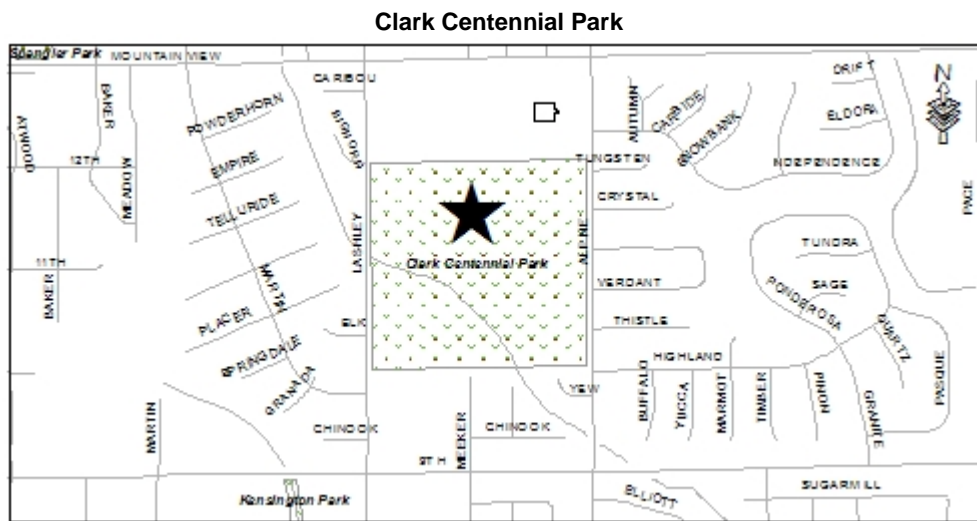 Clark Centennial Park
Spangler Park
MOUNTAIN VIEW
DRIFT
N
CARIBOU
BAKER
POWDERHORN
BIGHORN
AUTUMN
CARBIDE
ELDORA
ATWOOD
SNOWBANK
12TH
EMPIRE
TUNGSTEN
INDEPENDENCE
MEADOW
TELLURIDE
CRYSTAL
PACE
LASHLEY
ALPINE
TUNDRA
11TH
Clark Centennial Park
BAKER
MARTIN
VERDANT
SAGE
PONDEROSA
PLACER
ELK
THISTLE
QUARTZ
SPRINGDALE
HIGHLAND
GRANADA
YEW
BUFFALO
YUCCA
MARMOT
TIMBER
PINON
GRANITE
PASQUE
MARTIN
CHINOOK
MEEKER
CHINOOK
9TH
Kensington Park
ELLIOTT
SUGARMILL